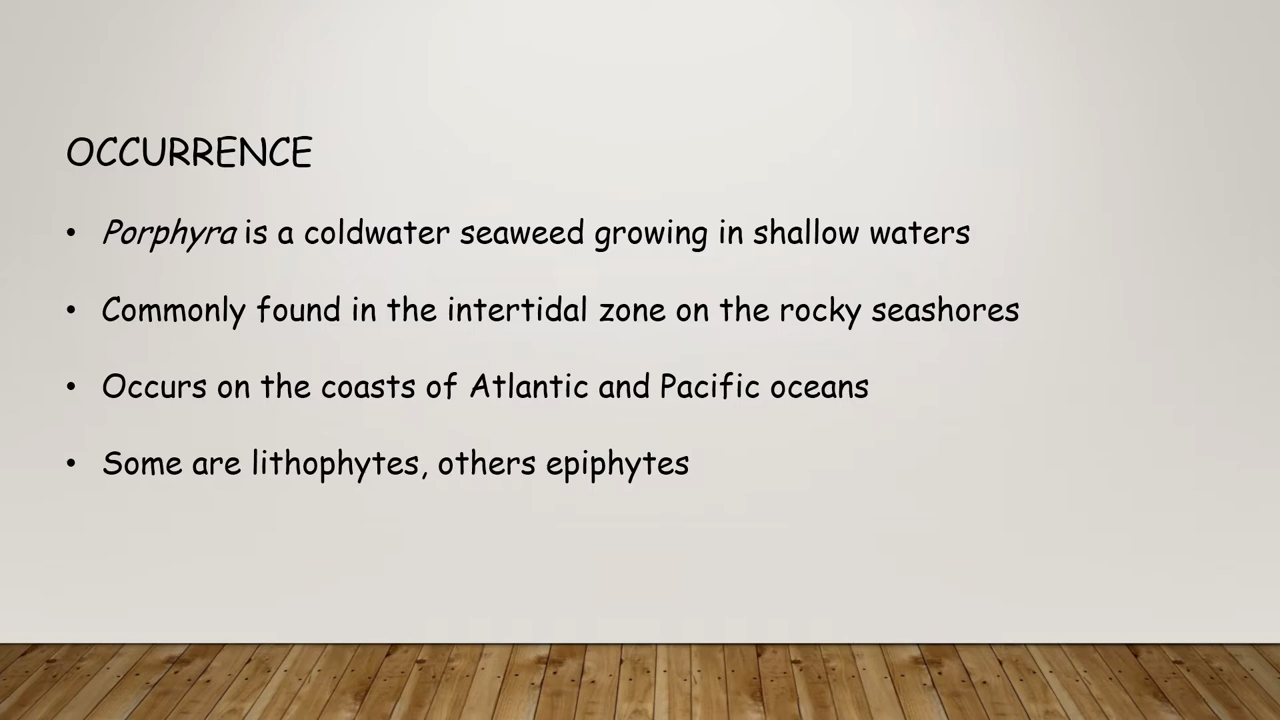 OCCURRENCE
• Porphyra is a coldwater seaweed growing in shallow waters
• Commonly found in the intertidal zone on the rocky seashores
• Occurs on the coasts of Atlantic and Pacific oceans
• Some are lithophytes, others epiphytes